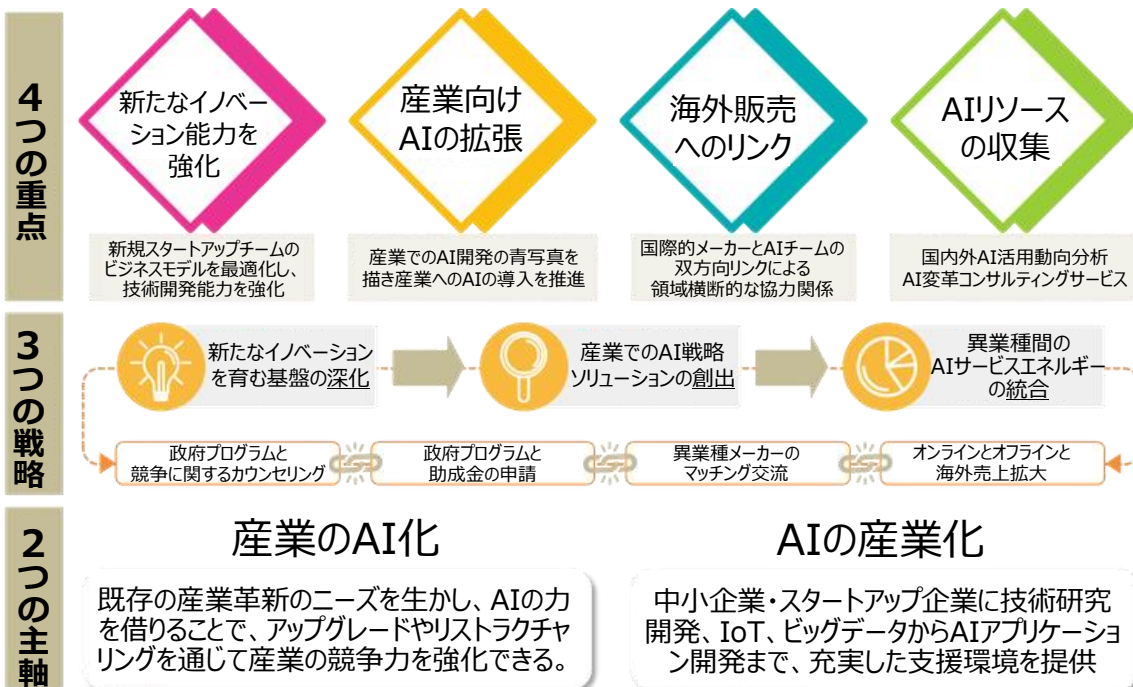 4つの重点
新たなイノベー
ション能力を
強化
産業向け
AIの拡張
海外販売
へのリンク
AIリソース
の収集
新規スタートアップチームの
ビジネスモデルを最適化し、
技術開発能力を強化
産業でのAI開発の青写真を
描き産業へのAIの導入を推進
国際的メーカーとAIチームの
双方向リンクによる
領域横断的な協力関係
国内外AI活用動向分析
AI変革コンサルティングサービス
3つの戦略
新たなイノベーション
を育む基盤の深化
産業でのAI戦略
ソリューションの創出
異業種間の
AIサービスエネルギー
の統合
政府プログラムと
競争に関するカウンセリング
政府プログラムと
助成金の申請
異業種メーカーの
マッチング交流
オンラインとオフラインと
海外売上拡大
2つの主軸
産業のAI化
既存の産業革新のニーズを生かし、AIの力
を借りることで、アップグレードやリストラクチャ
リングを通じて産業の競争力を強化できる。
AIの産業化
中小企業・スタートアップ企業に技術研究
開発、IoT、ビッグデータからAIアプリケーショ
ン開発まで、充実した支援環境を提供